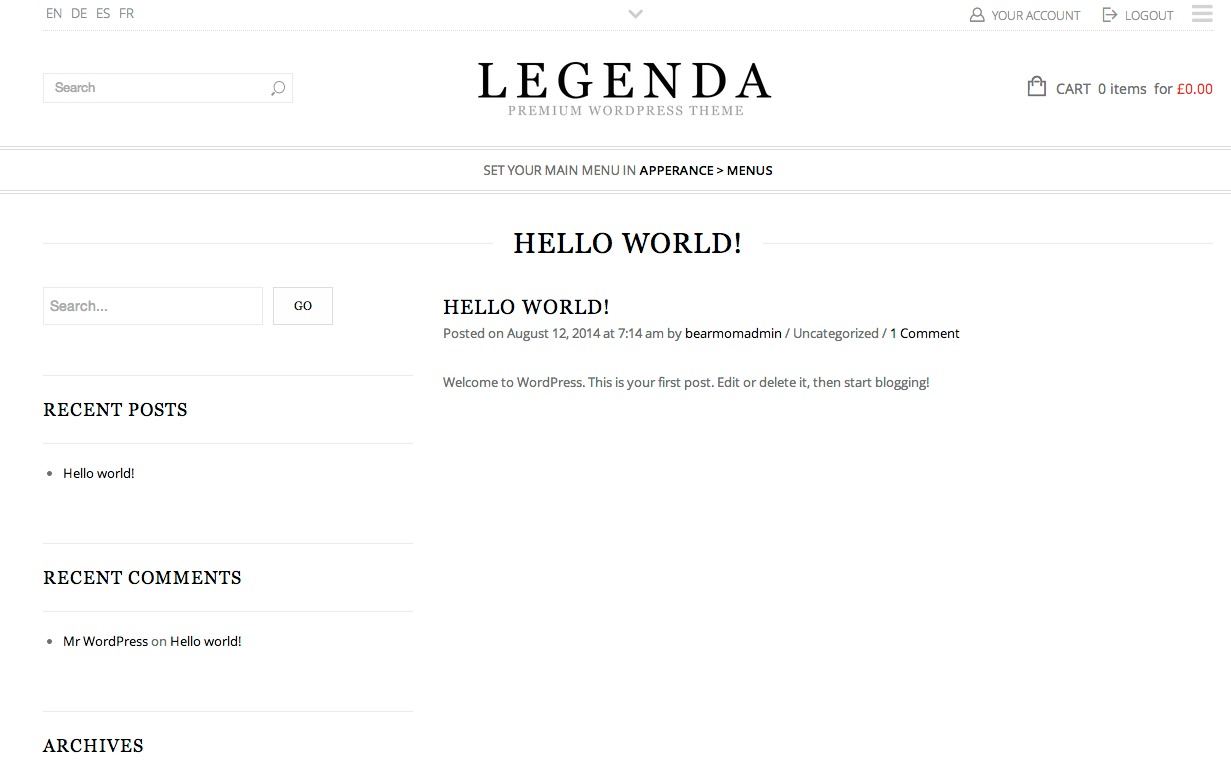 EN DE ES FR
YOUR ACCOUNT LOGOUT
Search
LEGENDA
PREMIUM WORDPRESS THEME
CART 0 items for £0.00
SET YOUR MAIN MENU IN APPERANCE > MENUS
HELLO WORLD!
Search...
GO
RECENT POSTS
Hello world!
RECENT COMMENTS
Mr WordPress on Hello world!
ARCHIVES
HELLO WORLD!
Posted on August 12, 2014 at 7:14 am by bearmomadmin / Uncategorized / 1 Comment
Welcome to WordPress. This is your first post. Edit or delete it, then start blogging!